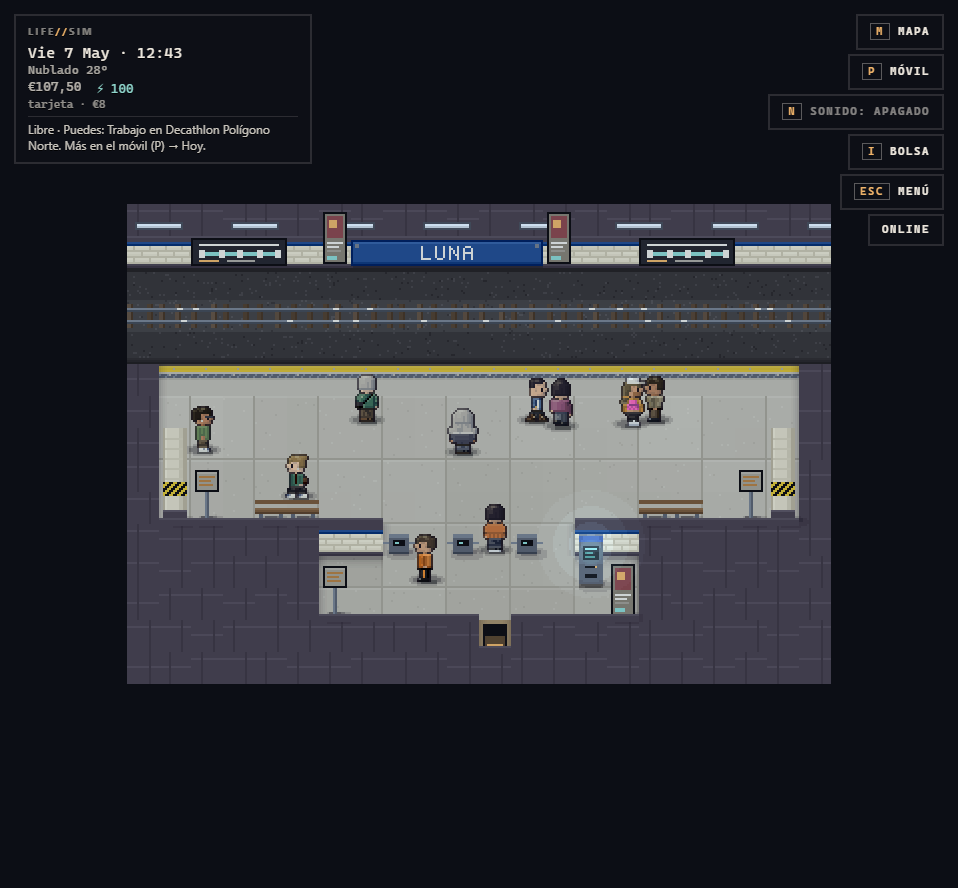 LIFE//SIM
Vie 7 May · 12:43
Nublado 28º
€107,50 ⚡ 100
tarjeta · €8
Libre · Puedes: Trabajo en Decathlon Polígono
Norte. Más en el móvil (P) → Hoy.
M MAPA
P MÓVIL
N SONIDO: APAGADO
I BOLSA
ESC MENÚ
ONLINE
LUNA